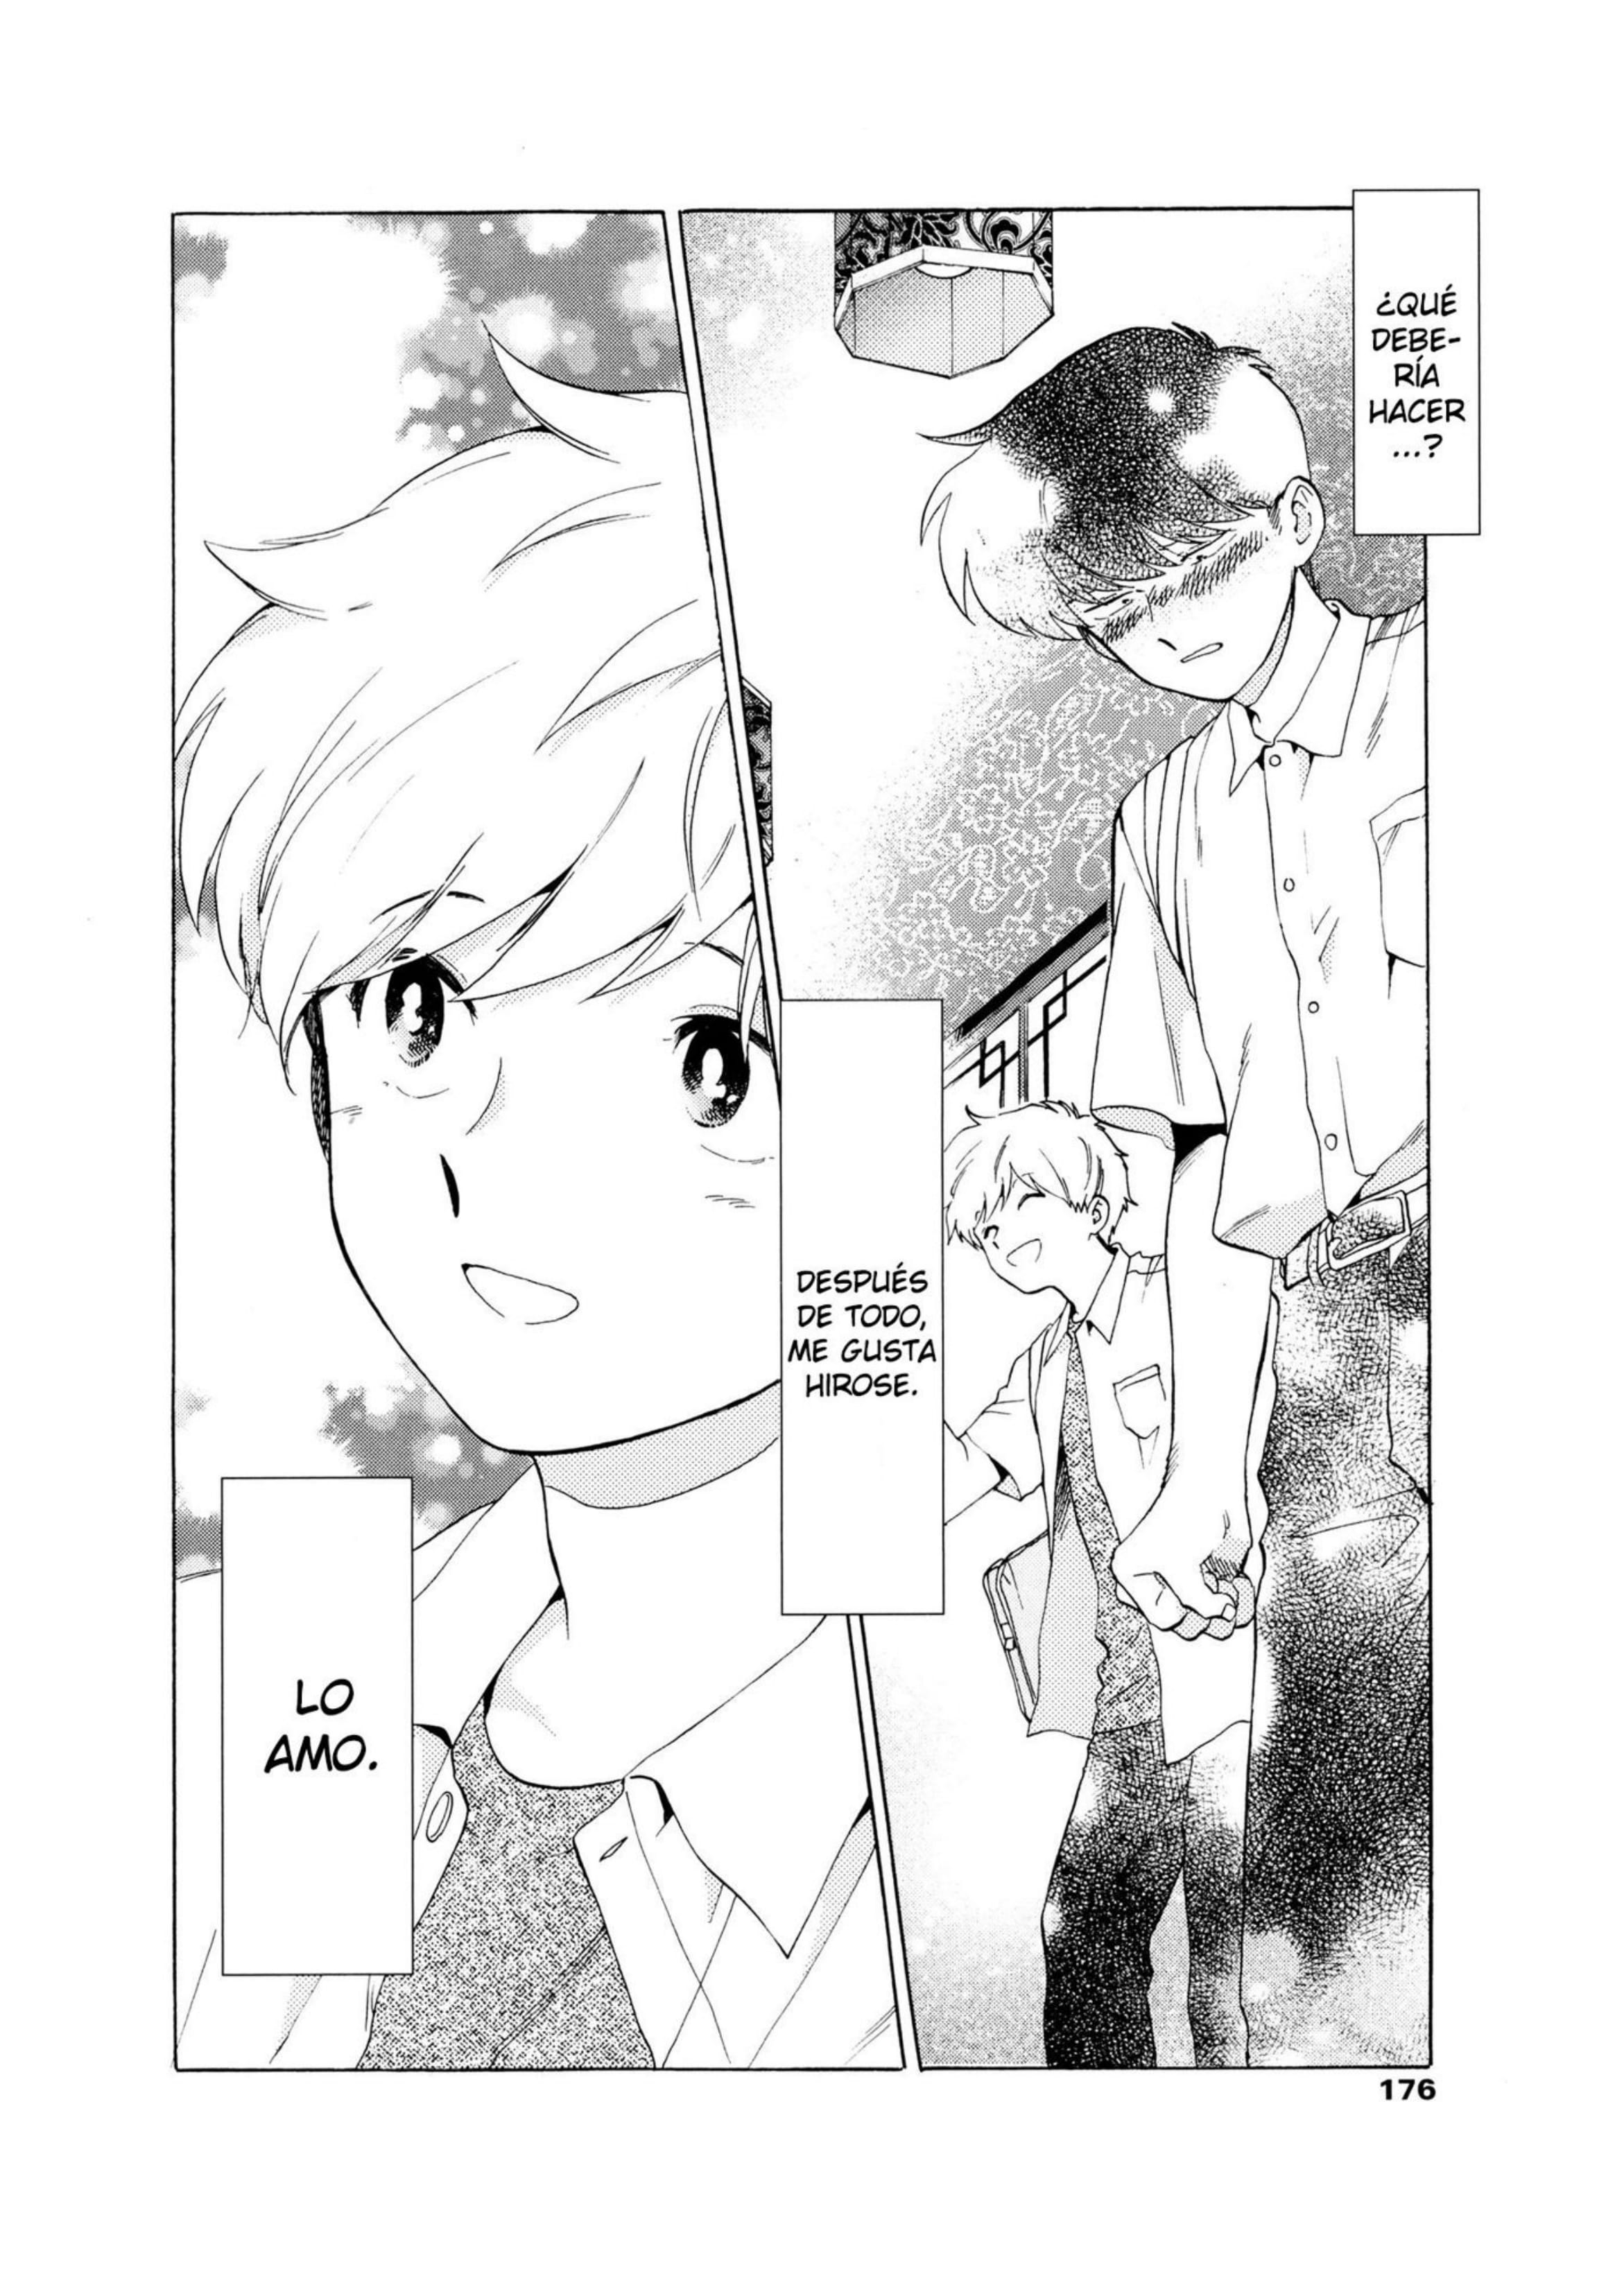 ¿QUÉ
DEBE-
RÍA
HACER
...?
DESPUÉS
DE TODO,
ME GUSTA
HIROSE.
LO
AMO.
176